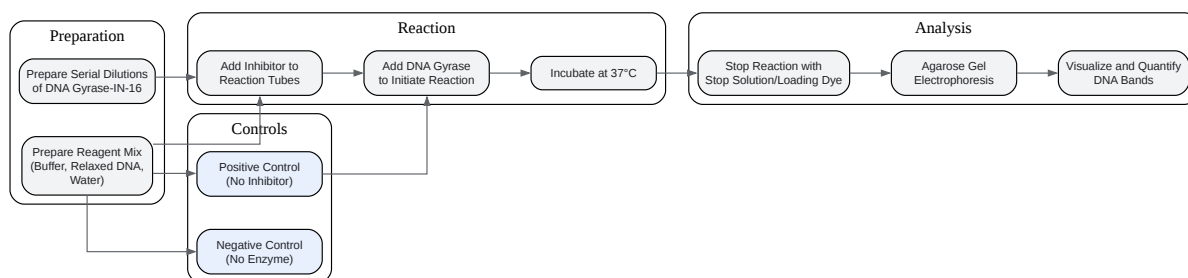 Preparation
Prepare Serial Dilutions
of DNA Gyrase-IN-16
Prepare Reagent Mix
(Buffer, Relaxed DNA,
Water)
Reaction
Add Inhibitor to
Reaction Tubes
Add DNA Gyrase
to Initiate Reaction
Incubate at 37°C
Controls
Positive Control
(No Inhibitor)
Negative Control
(No Enzyme)
Analysis
Stop Reaction with
Stop Solution/Loading Dye
Agarose Gel
Electrophoresis
Visualize and Quantify
DNA Bands